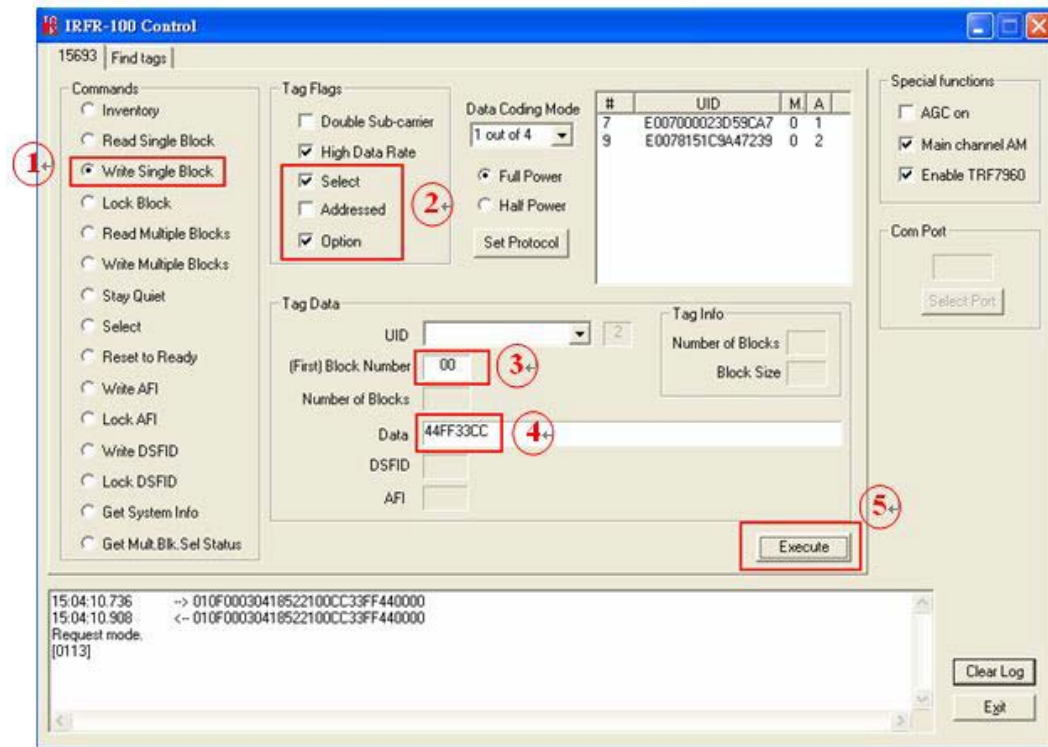 IRFR-100 Control
15693 Find tags
Commands
Inventory
Read Single Block
Write Single Block
Lock Block
Read Multiple Blocks
Write Multiple Blocks
Stay Quiet
Select
Reset to Ready
Write AFI
Lock AFI
Write DSFID
Lock DSFID
Get System Info
Get Mult.Blk.Sel Status
1
Tag Flags
Double Sub-carrier
High Data Rate
Select
Addressed
Option
2
Data Coding Mode
1 out of 4
Full Power
Half Power
Set Protocol
# UID M. A
7 E007000023D59CA7 0 1
9 E0078151C9A47239 0 2
Special functions
AGC on
Main channel AM
Enable TRF7960
Com Port
Select Port
Tag Data
UID 2
(First) Block Number 00 3
Number of Blocks
Data 44FF33CC 4
DSFID
AFI
Tag Info
Number of Blocks
Block Size
5
Execute
15:04:10.736 --> 010F00030418522100CC33FF440000
15:04:10.908 <-- 010F00030418522100CC33FF440000
Request mode.
[0113]
Clear Log
Exit